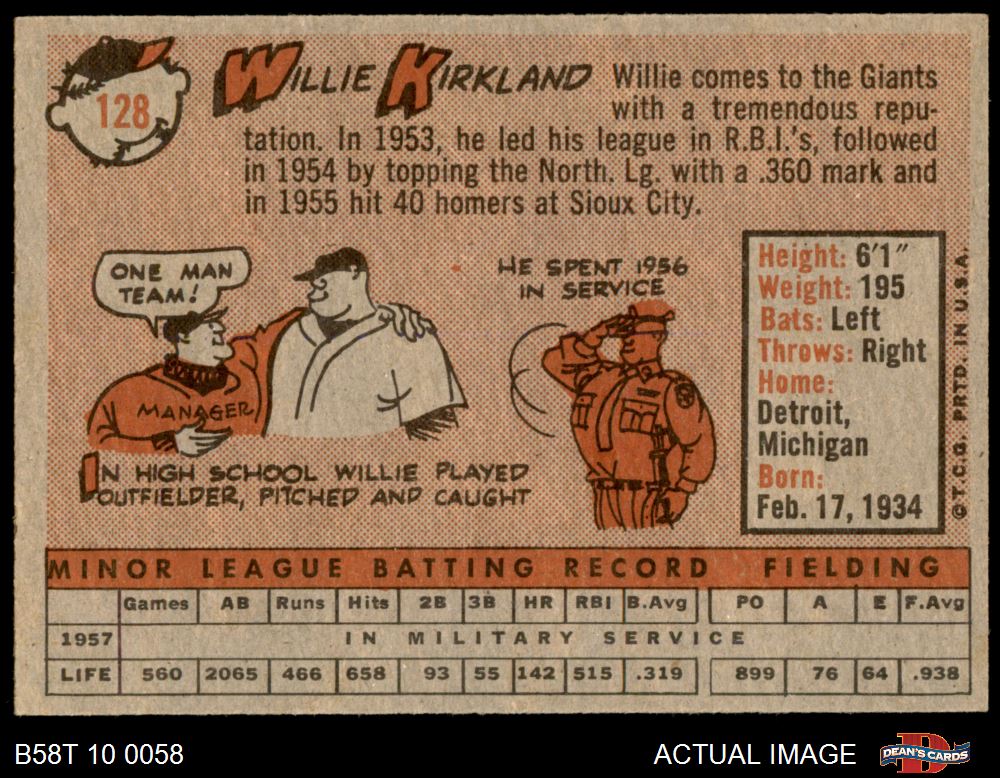 128
WILLIE KIRKLAND
Willie comes to the Giants
with a tremendous repu-
tation. In 1953, he led his league in R.B.I.'s, followed
in 1954 by topping the North. Lg. with a .360 mark and
in 1955 hit 40 homers at Sioux City.
ONE MAN
TEAM!
MANAGER
IN HIGH SCHOOL WILLIE PLAYED
OUTFIELDER, PITCHED AND CAUGHT
HE SPENT 1956
IN SERVICE
Height: 6'1"
Weight: 195
Bats: Left
Throws: Right
Home:
Detroit,
Michigan
Born:
Feb. 17, 1934
©T.C.G. PRTD. IN U.S.A.
MINOR LEAGUE BATTING RECORD FIELDING
Games AB Runs Hits 2B 3B HR RBI B.Avg PO A E F.Avg
1957 IN MILITARY SERVICE
LIFE 560 2065 466 658 93 55 142 515 .319 899 76 64 .938
B58T 10 0058
ACTUAL IMAGE
D
DEAN'S CARDS